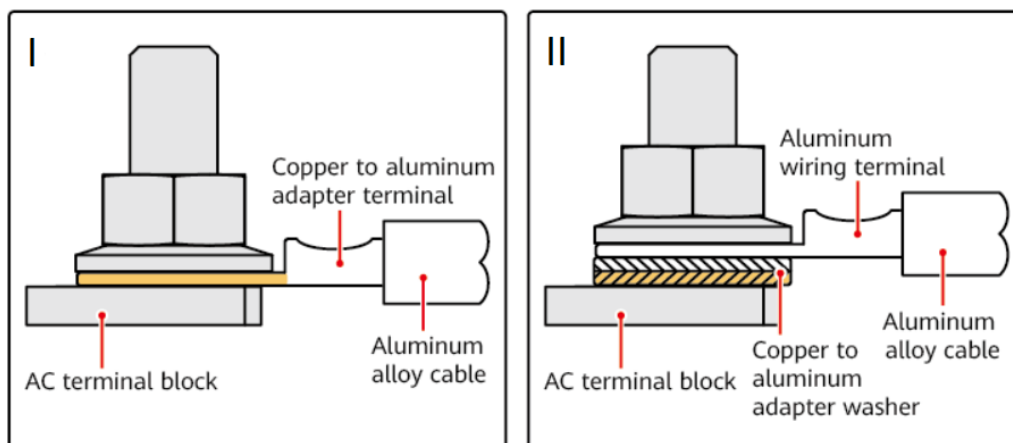 I
Copper to aluminum
adapter terminal
AC terminal block
Aluminum
alloy cable
II
Aluminum
wiring terminal
AC terminal block
Copper to
aluminum
adapter washer
Aluminum
alloy cable